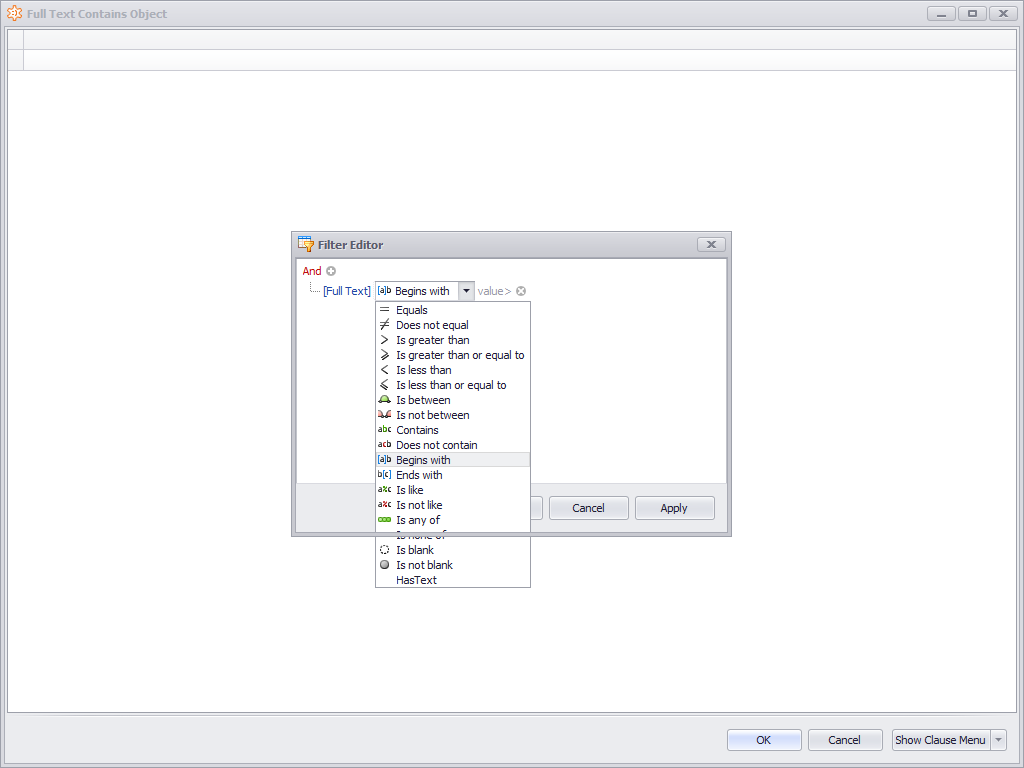 Full Text Contains Object
Filter Editor
And
[Full Text] [a]b Begins with value>
Equals
Does not equal
Is greater than
Is greater than or equal to
Is less than
Is less than or equal to
Is between
Is not between
abc Contains
acb Does not contain
[a]b Begins with
b[c] Ends with
a%c Is like
a%c Is not like
Is any of
Is none of
Is blank
Is not blank
HasText
Cancel Apply
OK Cancel Show Clause Menu